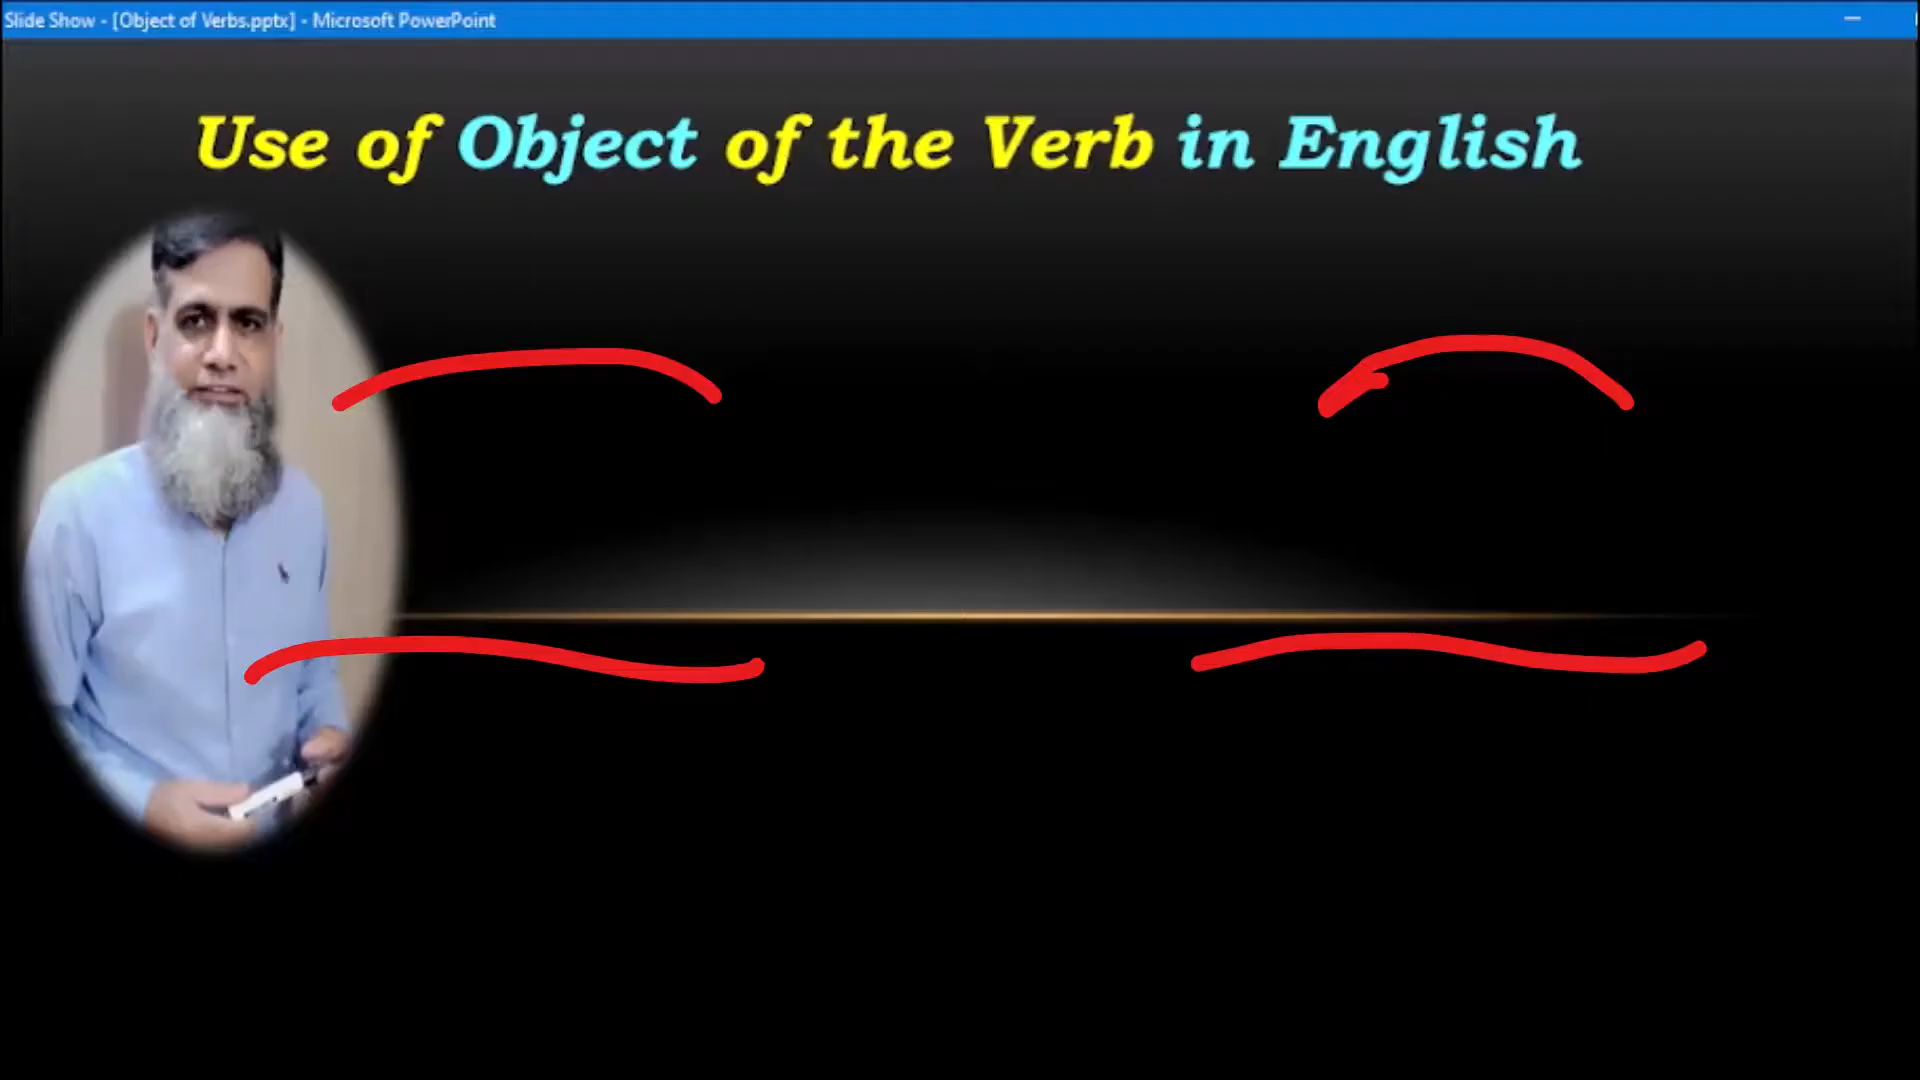 Slide Show - [Object of Verbs.pptx] - Microsoft PowerPoint
Use of Object of the Verb in English